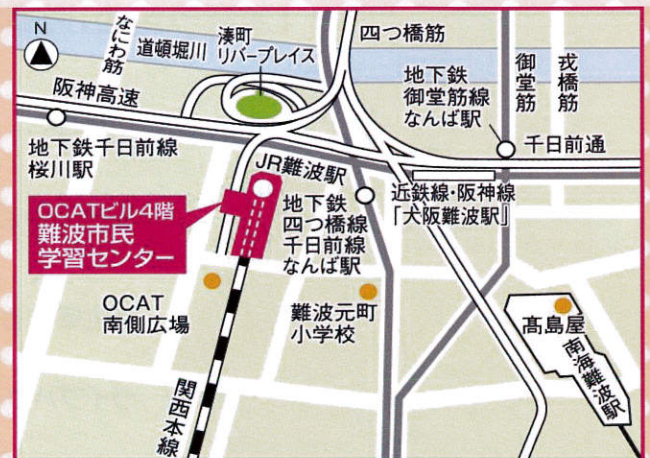 N
なにわ筋
道頓堀川
湊町
リバープレイス
四つ橋筋
地下鉄
御堂筋線
なんば駅
御堂筋
戎橋筋
阪神高速
千日前通
地下鉄千日前線
桜川駅
JR難波駅
近鉄線・阪神線
「大阪難波駅」
OCATビル4階
難波市民
学習センター
地下鉄
四つ橋線
千日前線
なんば駅
OCAT
南側広場
難波元町
小学校
髙島屋
南海難波駅
関西本線